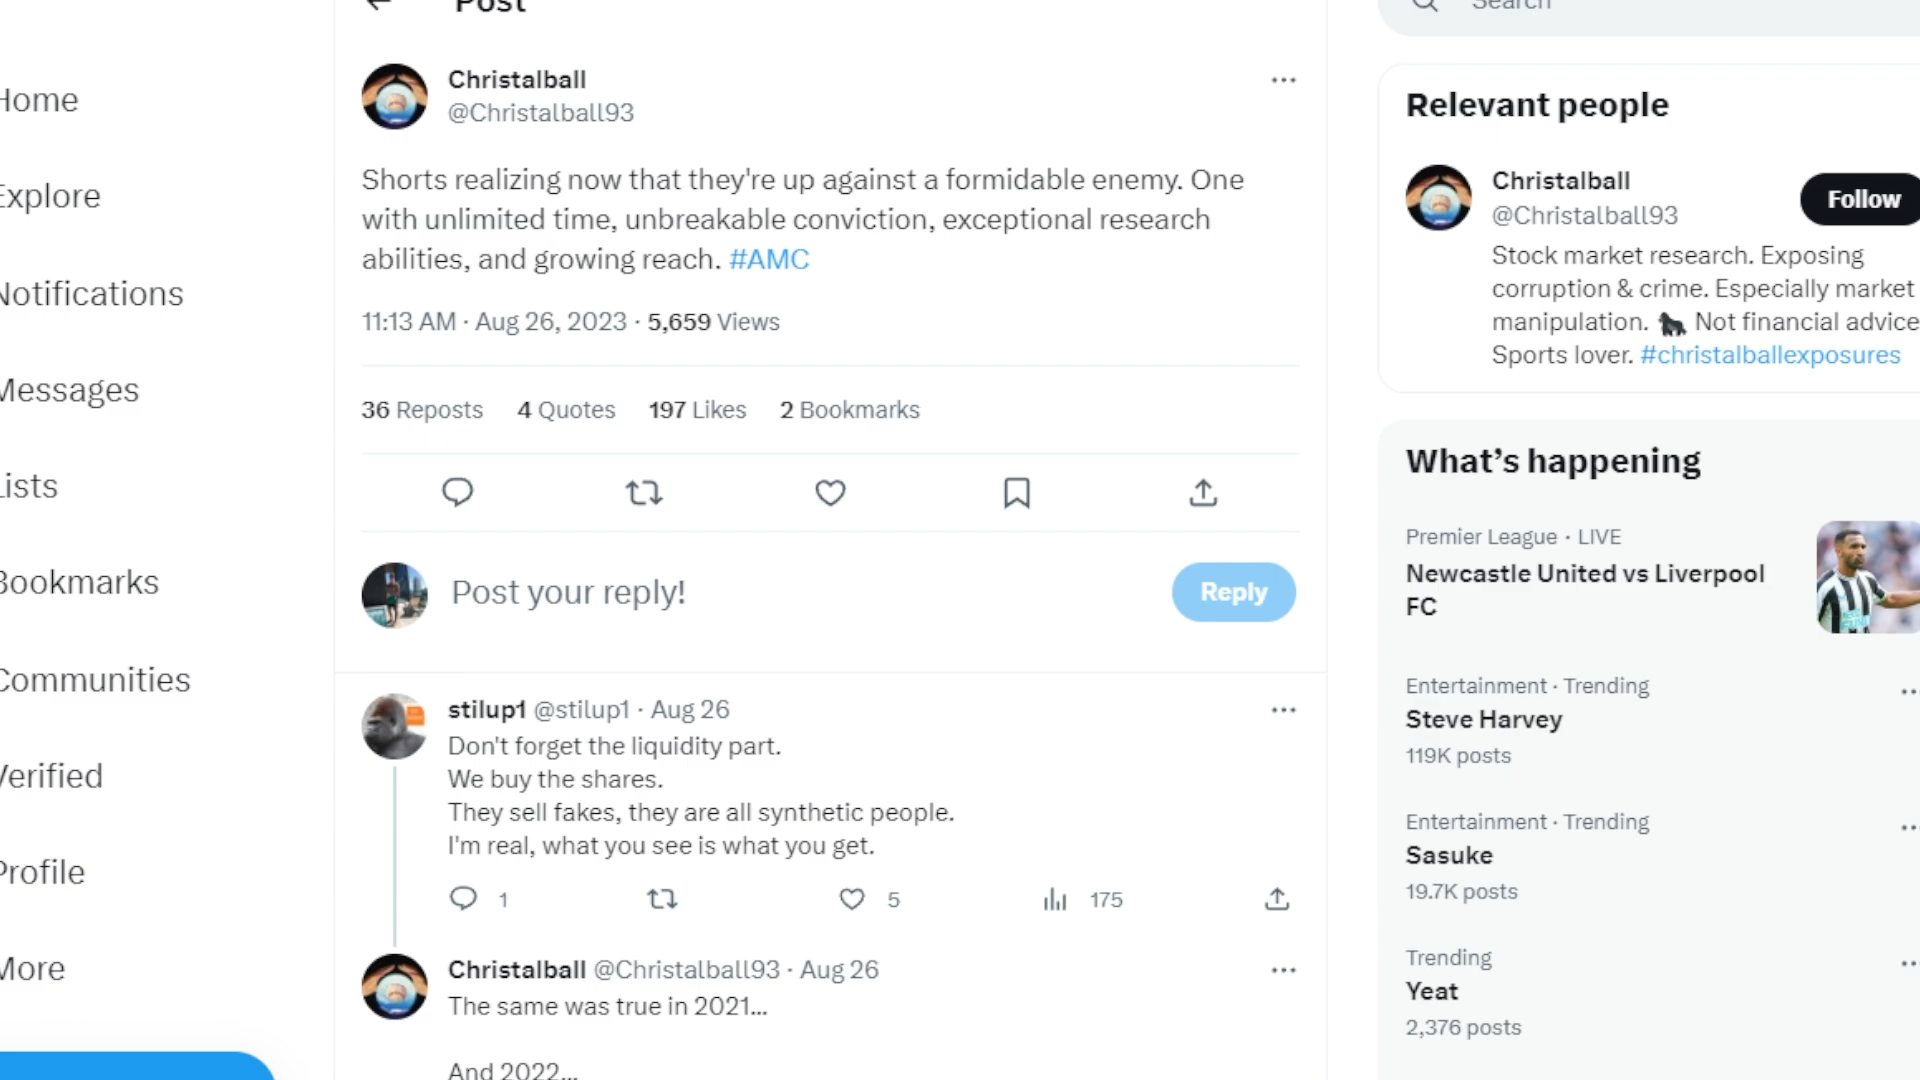 Post
Search
Home
Explore
Notifications
Messages
Lists
Bookmarks
Communities
Verified
Profile
More
Christalball
@Christalball93
Shorts realizing now that they're up against a formidable enemy. One
with unlimited time, unbreakable conviction, exceptional research
abilities, and growing reach. #AMC
11:13 AM · Aug 26, 2023 · 5,659 Views
36 Reposts 4 Quotes 197 Likes 2 Bookmarks
Post your reply!
Reply
stilup1 @stilup1 · Aug 26
Don't forget the liquidity part.
We buy the shares.
They sell fakes, they are all synthetic people.
I'm real, what you see is what you get.
1 5 175
Christalball @Christalball93 · Aug 26
The same was true in 2021...
And 2022...
Relevant people
Christalball
@Christalball93
Follow
Stock market research. Exposing
corruption & crime. Especially market
manipulation. 🦍 Not financial advice
Sports lover. #christalballexposures
What's happening
Premier League · LIVE
Newcastle United vs Liverpool
FC
Entertainment · Trending
Steve Harvey
119K posts
Entertainment · Trending
Sasuke
19.7K posts
Trending
Yeat
2,376 posts